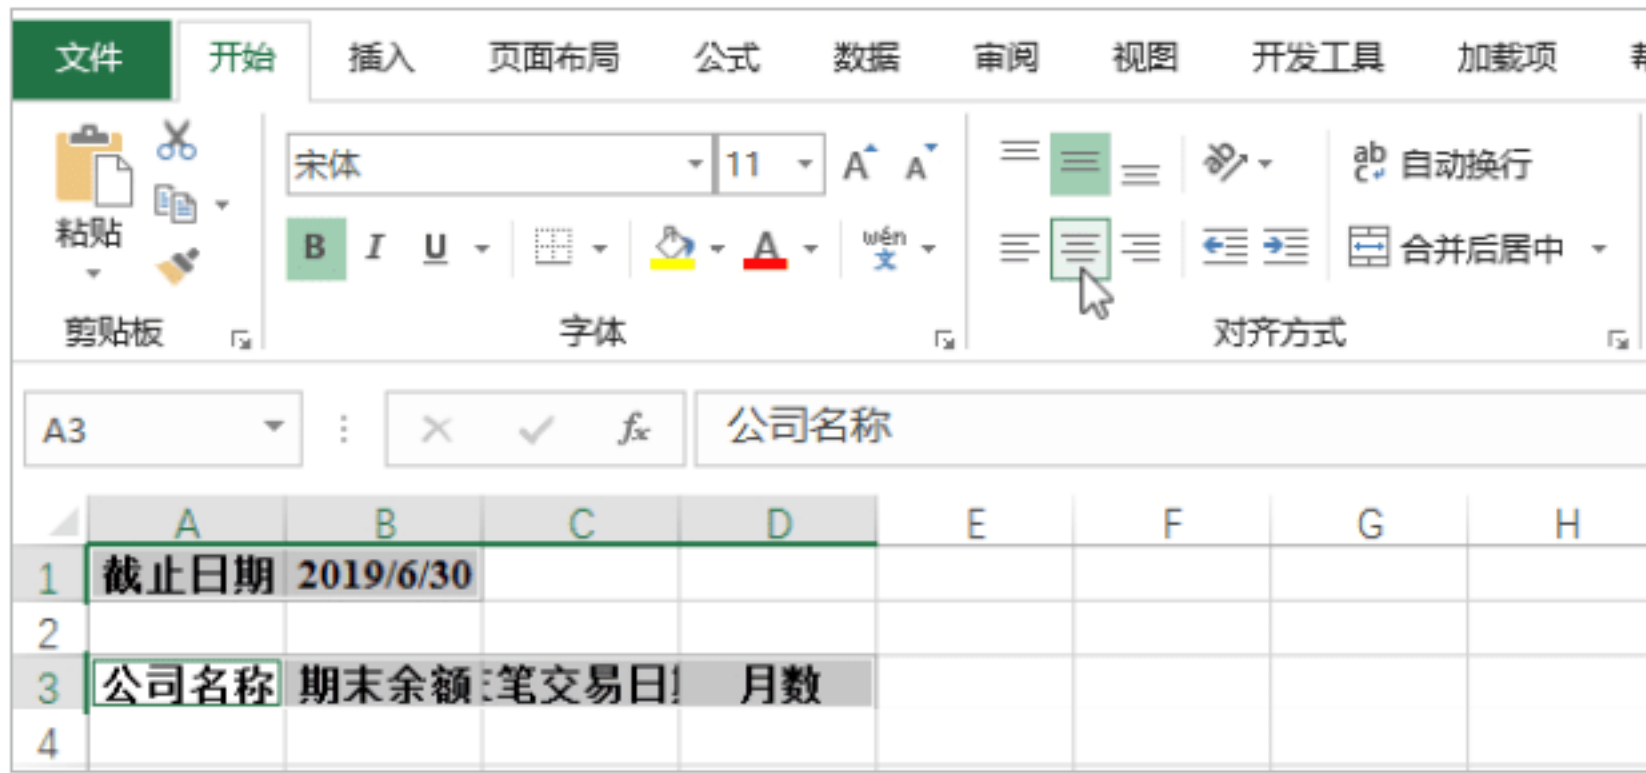 文件 开始 插入 页面布局 公式 数据 审阅 视图 开发工具 加载项
宋体 11 A A ab 自动换行
粘贴 B I U A wén 文 合并后居中
剪贴板 字体 对齐方式
A3 fx 公司名称
A B C D E F G H
1 截止日期 2019/6/30
2
3 公司名称 期末余额 笔交易日 月数
4